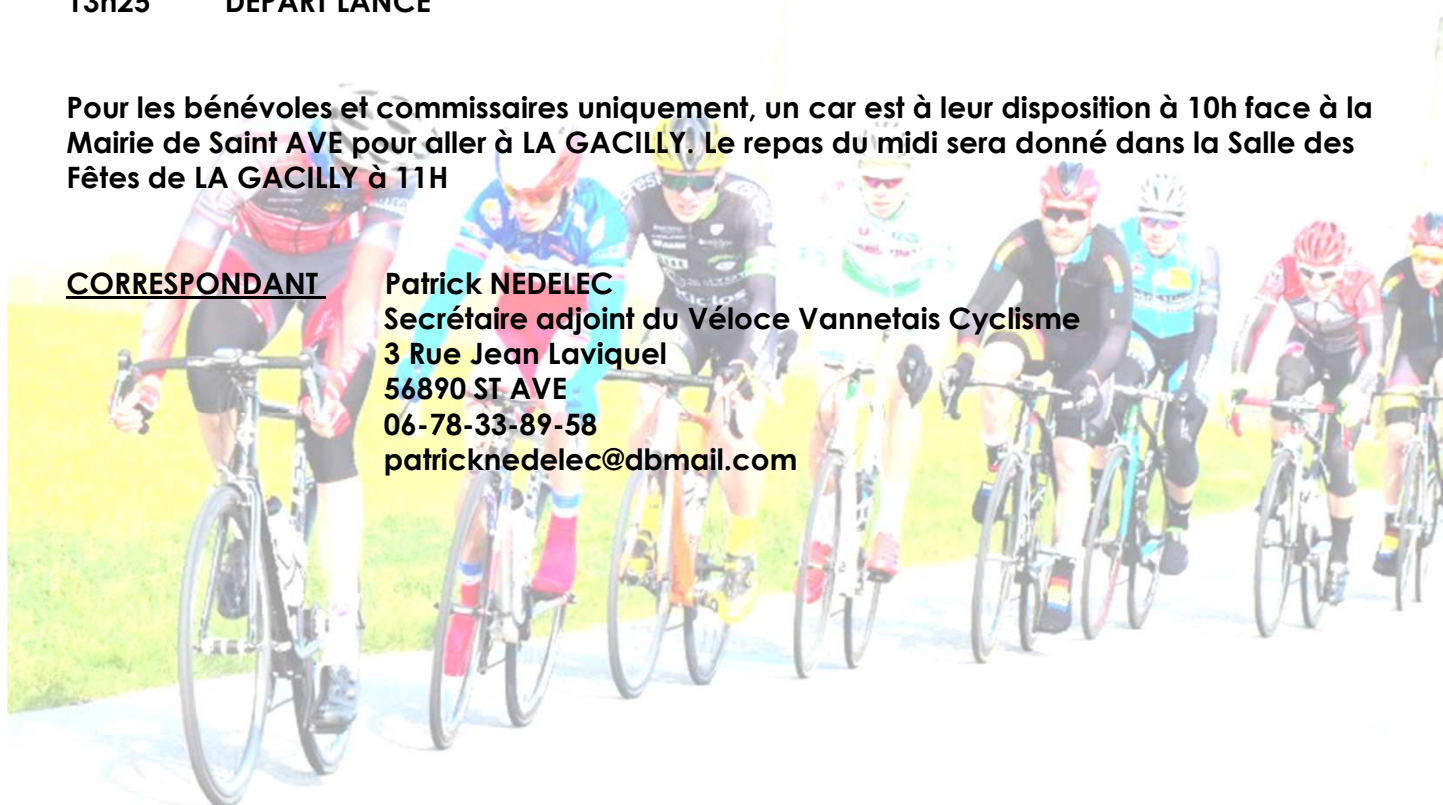 13h25 DEPART LANCE
Pour les bénévoles et commissaires uniquement, un car est à leur disposition à 10h face à la
Mairie de Saint AVE pour aller à LA GACILLY. Le repas du midi sera donné dans la Salle des
Fêtes de LA GACILLY à 11H
CORRESPONDANT Patrick NEDELEC
Secrétaire adjoint du Véloce Vannetais Cyclisme
3 Rue Jean Laviquel
56890 ST AVE
06-78-33-89-58
patricknedelec@dbmail.com